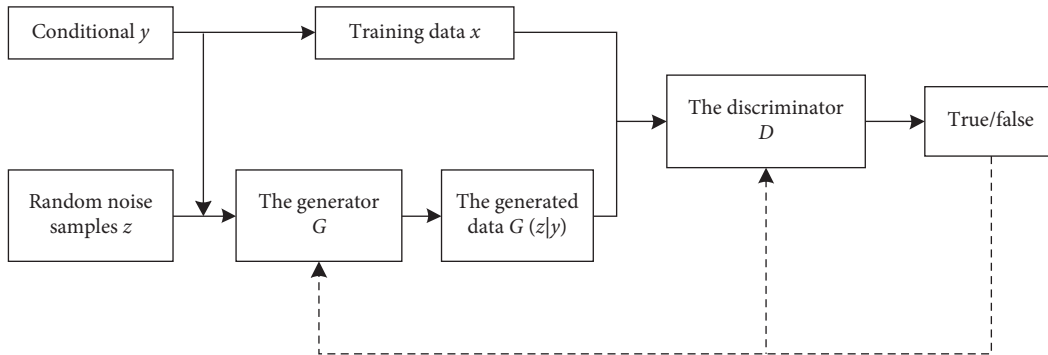 Conditional y
Training data x
The discriminator
D
True/false
Random noise
samples z
The generator
G
The generated
data G (z|y)